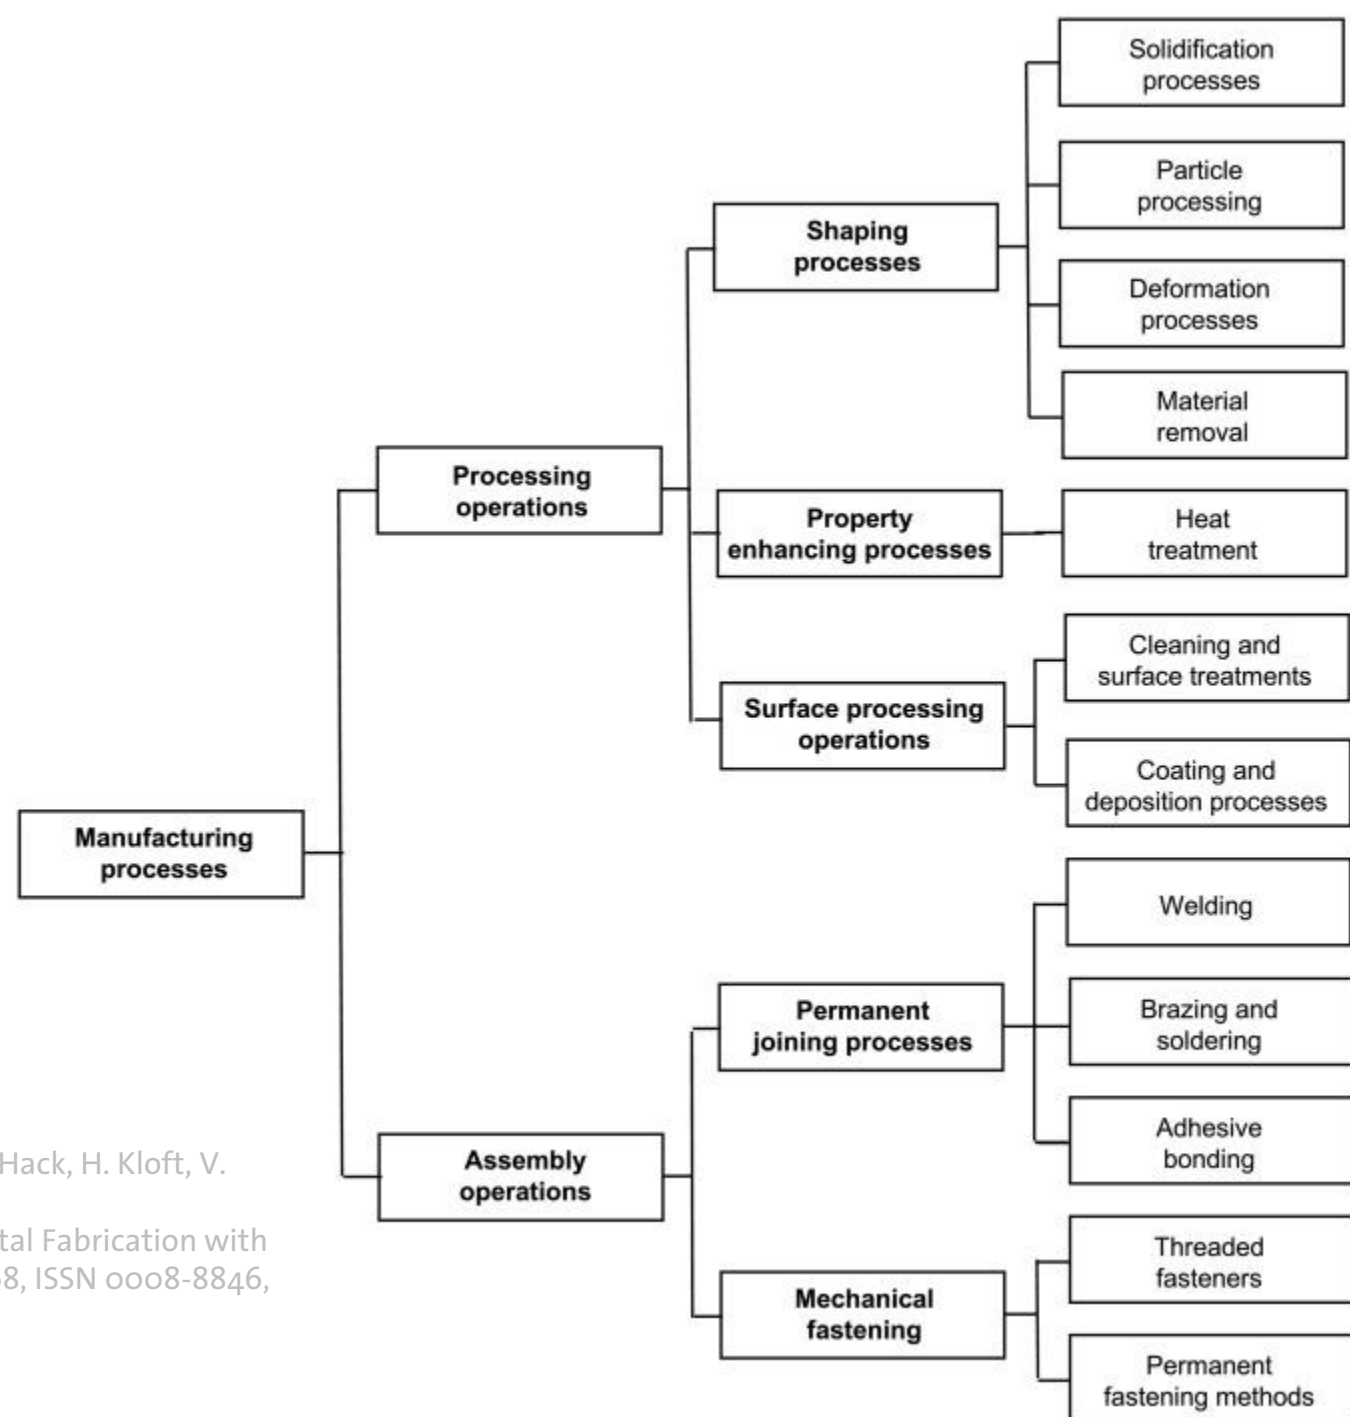 Solidification
processes
Particle
processing
Shaping
processes
Deformation
processes
Material
removal
Processing
operations
Property
enhancing processes
Heat
treatment
Cleaning and
surface treatments
Surface processing
operations
Coating and
deposition processes
Manufacturing
processes
Welding
Permanent
joining processes
Brazing and
soldering
Adhesive
bonding
Assembly
operations
Threaded
fasteners
Mechanical
fastening
Permanent
fastening methods
Hack, H. Kloft, V.
tal Fabrication with
8, ISSN 0008-8846,